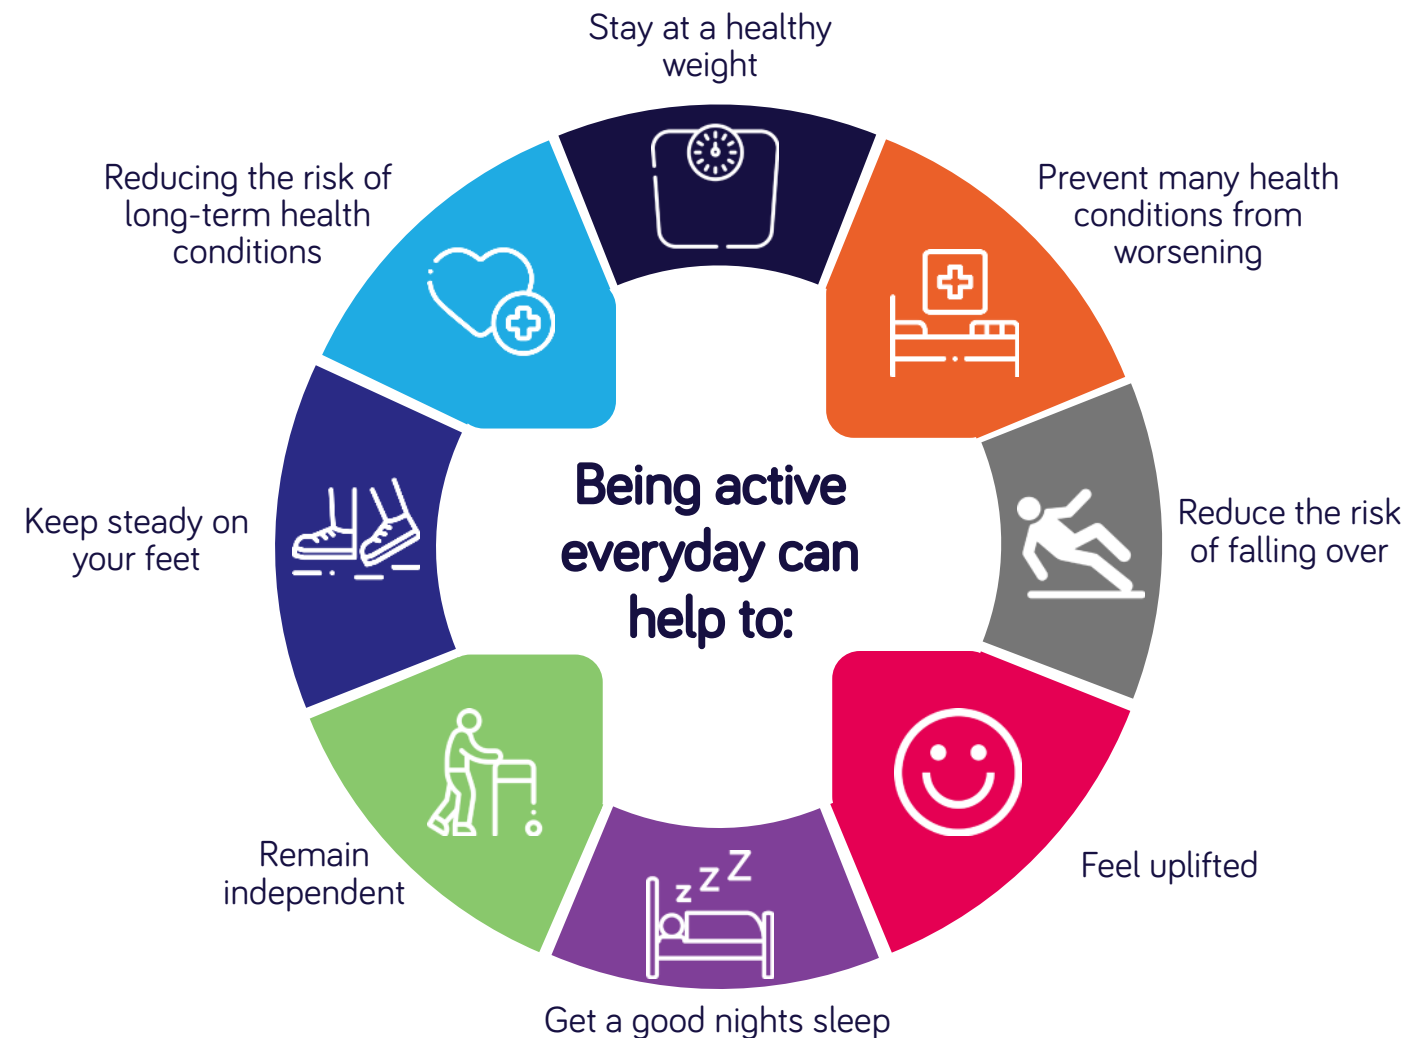 Stay at a healthy
weight
Prevent many health
conditions from
worsening
Reduce the risk
of falling over
Feel uplifted
Get a good nights sleep
Remain
independent
Keep steady on
your feet
Reducing the risk of
long-term health
conditions
Being active
everyday can
help to:
z z Z